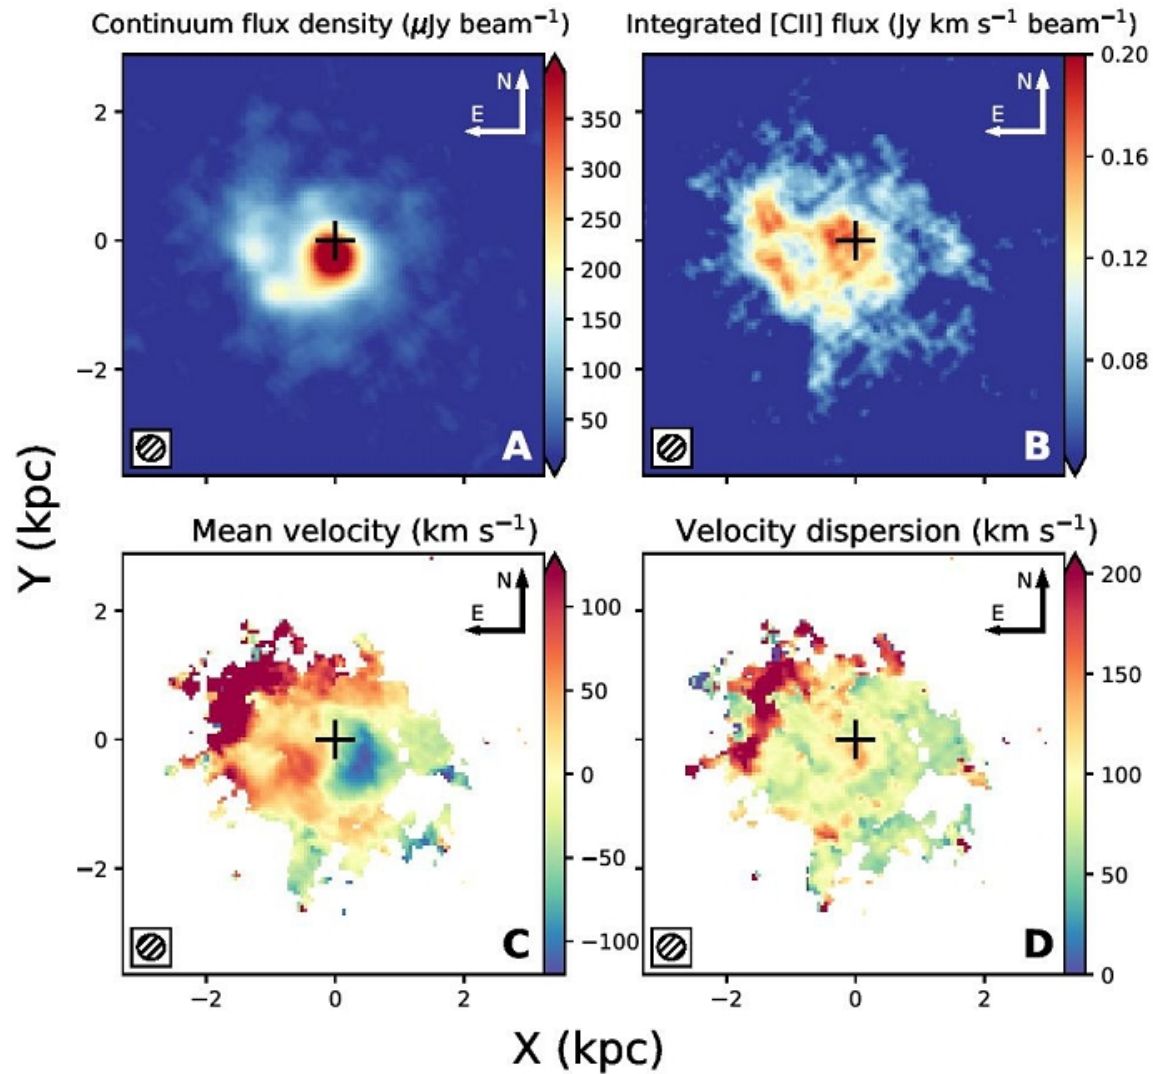 Continuum flux density (μJy beam⁻¹)
Integrated [CII] flux (Jy km s⁻¹ beam⁻¹)
N
E
2
0
−2
350
300
250
200
150
100
50
A
N
E
0.20
0.16
0.12
0.08
B
Mean velocity (km s⁻¹)
Velocity dispersion (km s⁻¹)
N
E
2
0
−2
100
50
0
−50
−100
C
−2
0
2
N
E
200
150
100
50
0
D
−2
0
2
Y (kpc)
X (kpc)